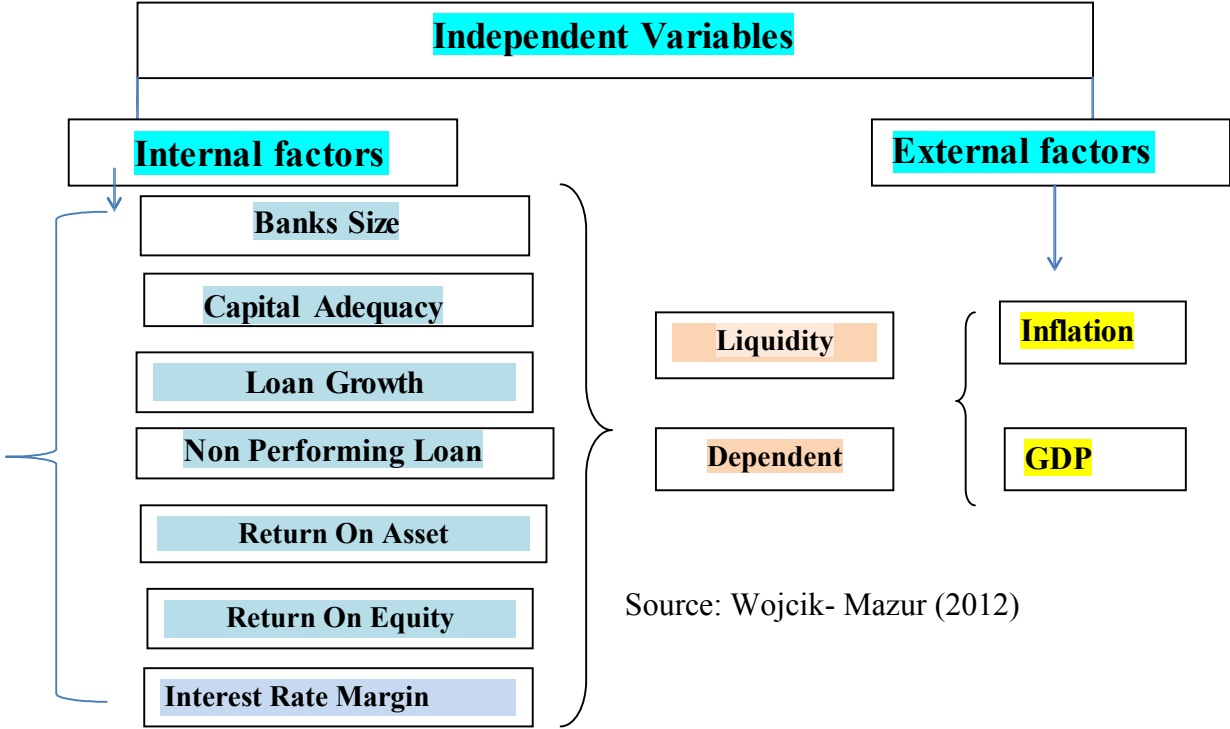 Independent Variables
Internal factors
External factors
Banks Size
Capital Adequacy
Loan Growth
Non Performing Loan
Return On Asset
Return On Equity
Interest Rate Margin
Liquidity
Dependent
Inflation
GDP
Source: Wojcik- Mazur (2012)